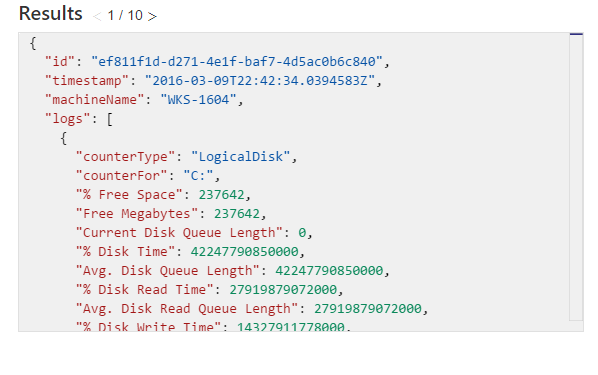 Results < 1 / 10 >
{
"id": "ef811f1d-d271-4e1f-baf7-4d5ac0b6c840",
"timestamp": "2016-03-09T22:42:34.0394583Z",
"machineName": "WKS-1604",
"logs": [
{
"counterType": "LogicalDisk",
"counterFor": "C:",
"% Free Space": 237642,
"Free Megabytes": 237642,
"Current Disk Queue Length": 0,
"% Disk Time": 42247790850000,
"Avg. Disk Queue Length": 42247790850000,
"% Disk Read Time": 27919879072000,
"Avg. Disk Read Queue Length": 27919879072000,
"% Disk Write Time": 14327911778000,